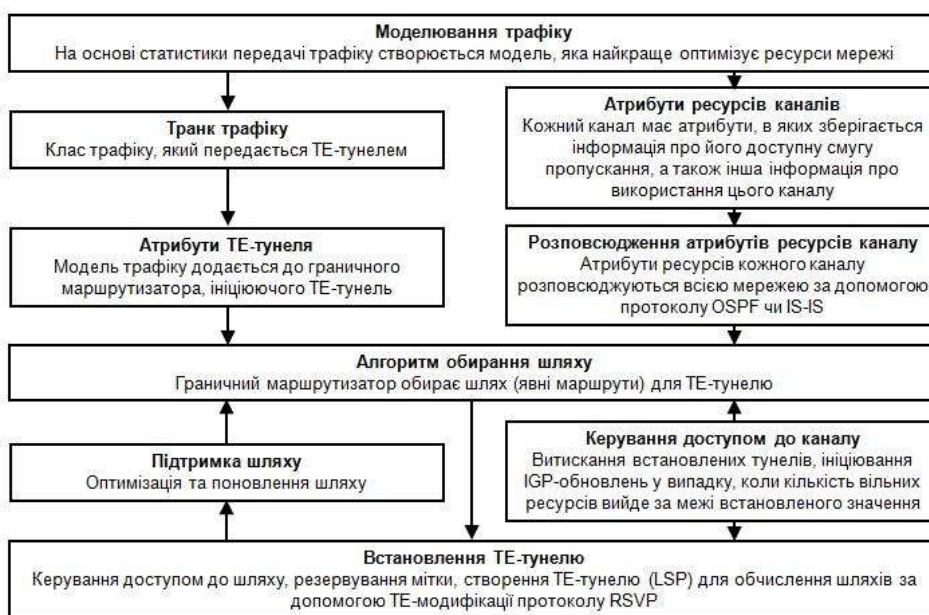 Моделювання трафіку
На основі статистики передачі трафіку створюється модель, яка найкраще оптимізує ресурси мережі
Транк трафіку
Клас трафіку, який передається ТЕ-тунелем
Атрибути ресурсів каналів
Кожний канал має атрибути, в яких зберігається
інформація про його доступну смугу
пропускання, а також інша інформація про
використання цього каналу
Атрибути ТЕ-тунеля
Модель трафіку додається до граничного
маршрутизатора, ініціюючого ТЕ-тунель
Розповсюдження атрибутів ресурсів каналу
Атрибути ресурсів кожного каналу
розповсюджуються всією мережею за допомогою
протоколу OSPF чи IS-IS
Алгоритм обирання шляху
Граничний маршрутизатор обирає шлях (явні маршрути) для ТЕ-тунелю
Підтримка шляху
Оптимізація та поновлення шляху
Керування доступом до каналу
Витискання встановлених тунелів, ініціювання
IGP-обновлень у випадку, коли кількість вільних
ресурсів вийде за межі встановленого значення
Встановлення ТЕ-тунелю
Керування доступом до шляху, резервування мітки, створення ТЕ-тунелю (LSP) для обчислення шляхів за
допомогою ТЕ-модифікації протоколу RSVP